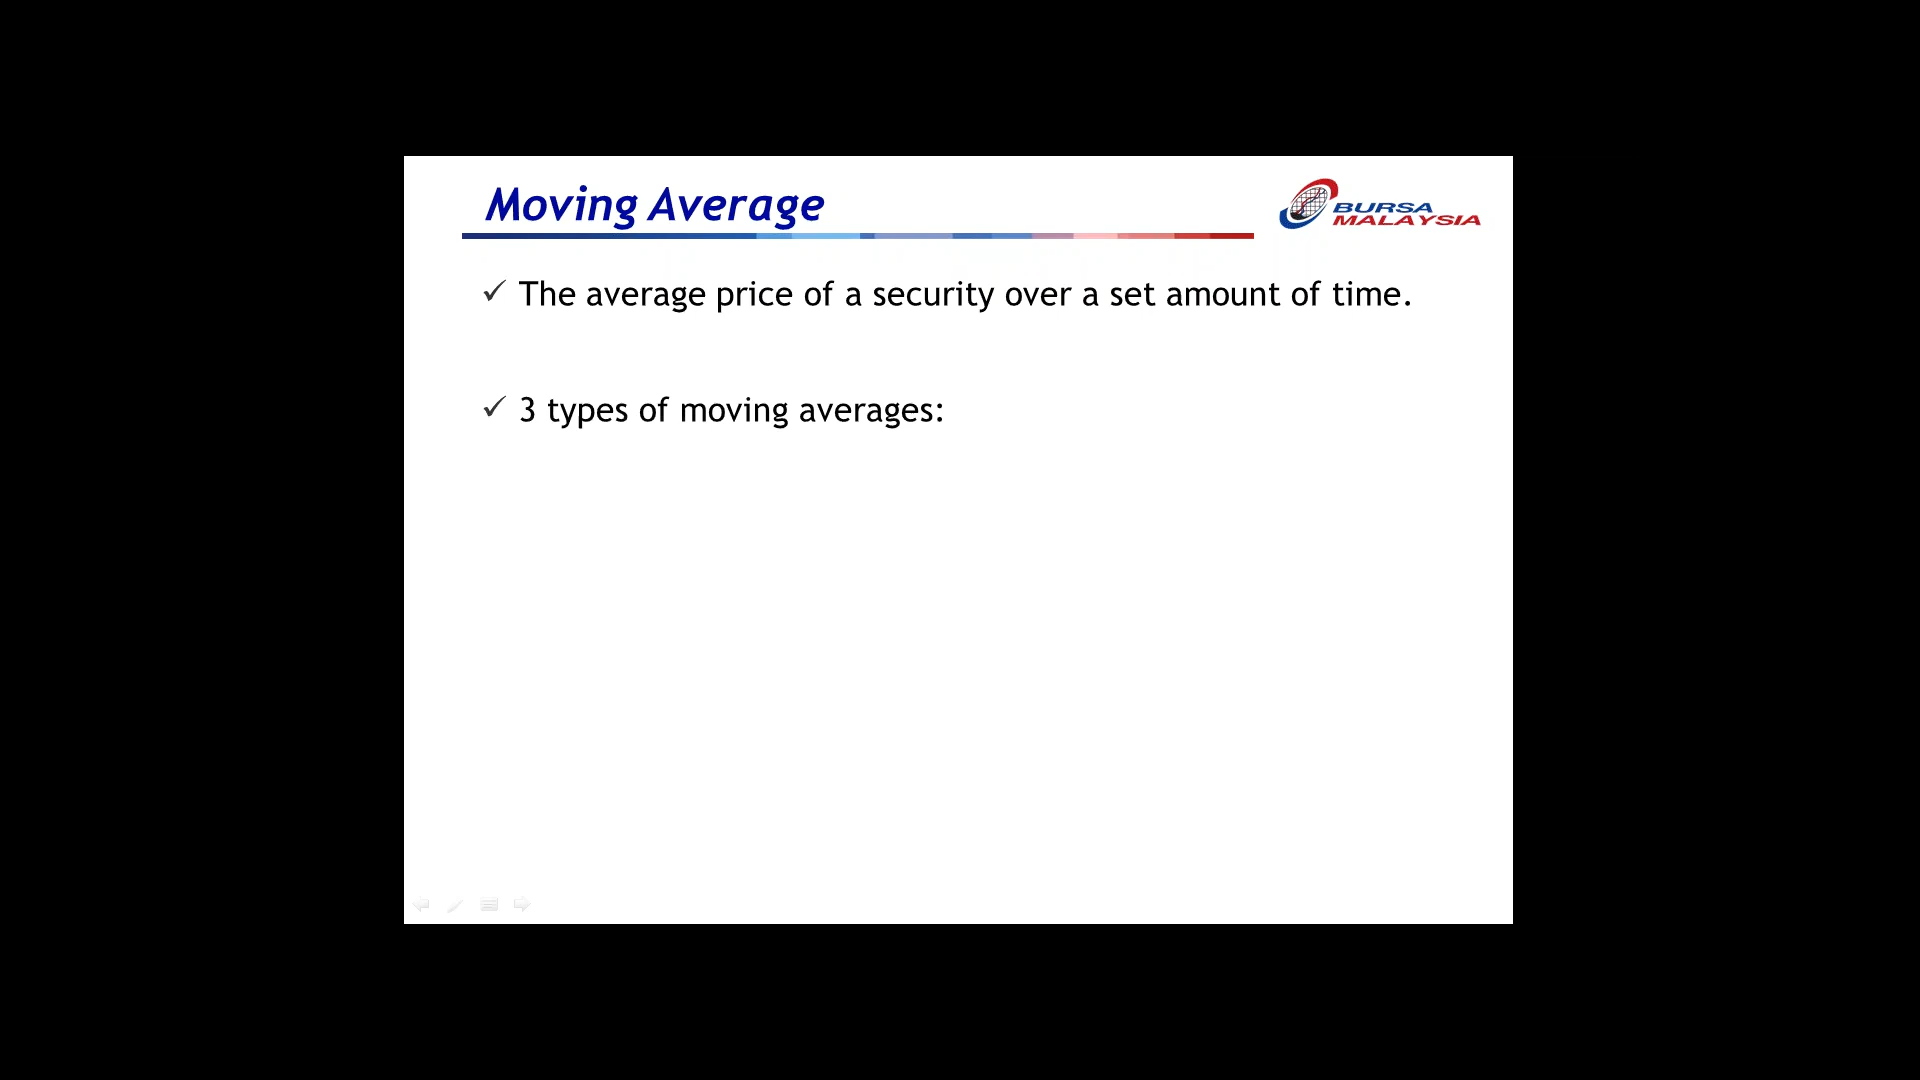 Moving Average
BURSA
MALAYSIA
✓ The average price of a security over a set amount of time.
✓ 3 types of moving averages: